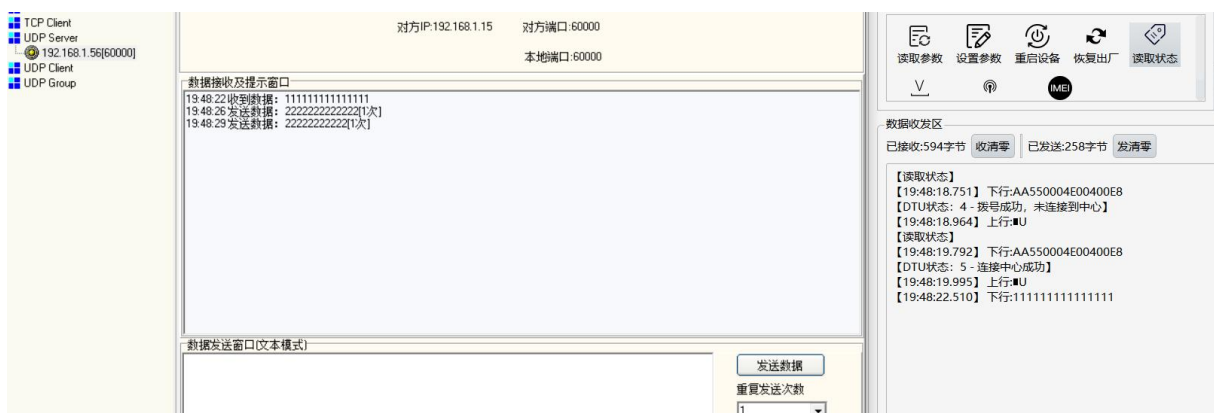 TCP Client
UDP Server
192.168.1.56[60000]
UDP Client
UDP Group
对方IP:192.168.1.15 对方端口:60000
本地端口:60000
数据接收及提示窗口
19:48:22收到数据：111111111111111
19:48:26发送数据：2222222222222[1次]
19:48:29发送数据：22222222222[1次]
数据发送窗口(文本模式)
发送数据
重复发送次数
1
读取参数 设置参数 重启设备 恢复出厂 读取状态
IMEI
数据收发区
已接收:594字节 收清零 已发送:258字节 发清零
【读取状态】
【19:48:18.751】下行:AA550004E00400E8
【DTU状态：4 - 拨号成功，未连接到中心】
【19:48:18.964】上行:■U
【读取状态】
【19:48:19.792】下行:AA550004E00400E8
【DTU状态：5 - 连接中心成功】
【19:48:19.995】上行:■U
【19:48:22.510】下行:111111111111111